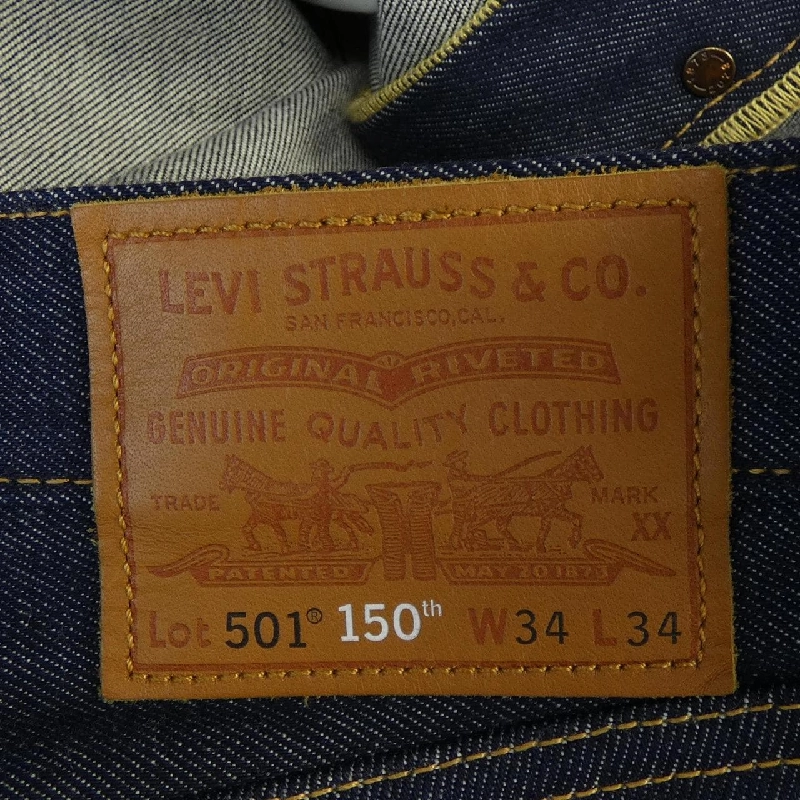 LEVI STRAUSS & CO.
SAN FRANCISCO, CAL.
ORIGINAL RIVETED
GENUINE QUALITY CLOTHING
TRADE MARK
XX
PATENTED MAY 20 1873
Lot 501® 150th W34 L34